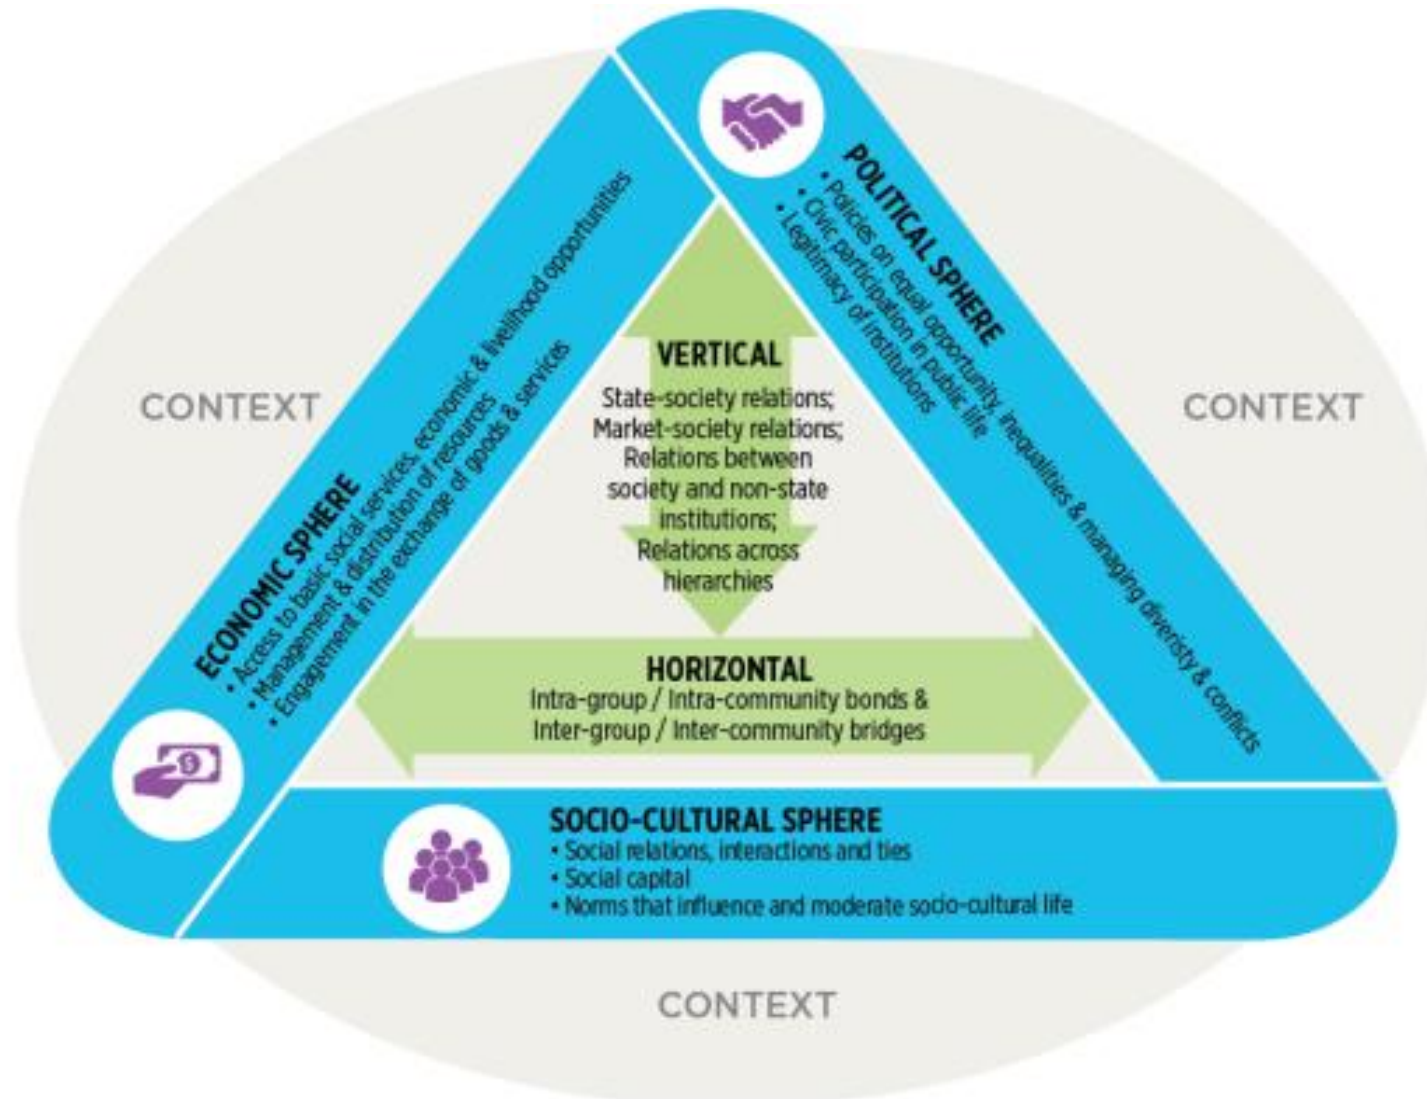 POLITICAL SPHERE
• Policies on equal opportunity, inequalities & managing diveristy & conflicts
• Civic participation in public life
• Legitimacy of institutions
ECONOMIC SPHERE
• Access to basic social services, economic & livelihood opportunities
• Management & distribution of resources
• Engagement in the exchange of goods & services
VERTICAL
State-society relations;
Market-society relations;
Relations between
society and non-state
institutions;
Relations across
hierarchies
CONTEXT
CONTEXT
HORIZONTAL
Intra-group / Intra-community bonds &
Inter-group / Inter-community bridges
$
SOCIO-CULTURAL SPHERE
• Social relations, interactions and ties
• Social capital
• Norms that influence and moderate socio-cultural life
CONTEXT